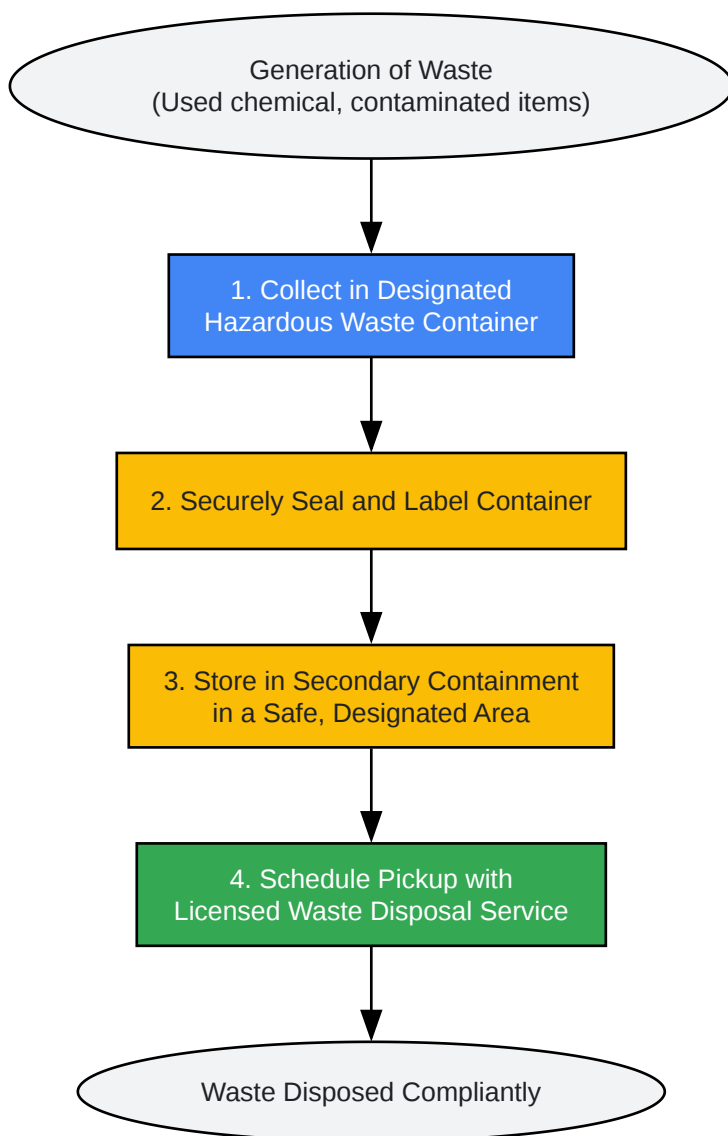 Generation of Waste
(Used chemical, contaminated items)
1. Collect in Designated
Hazardous Waste Container
2. Securely Seal and Label Container
3. Store in Secondary Containment
in a Safe, Designated Area
4. Schedule Pickup with
Licensed Waste Disposal Service
Waste Disposed Compliantly